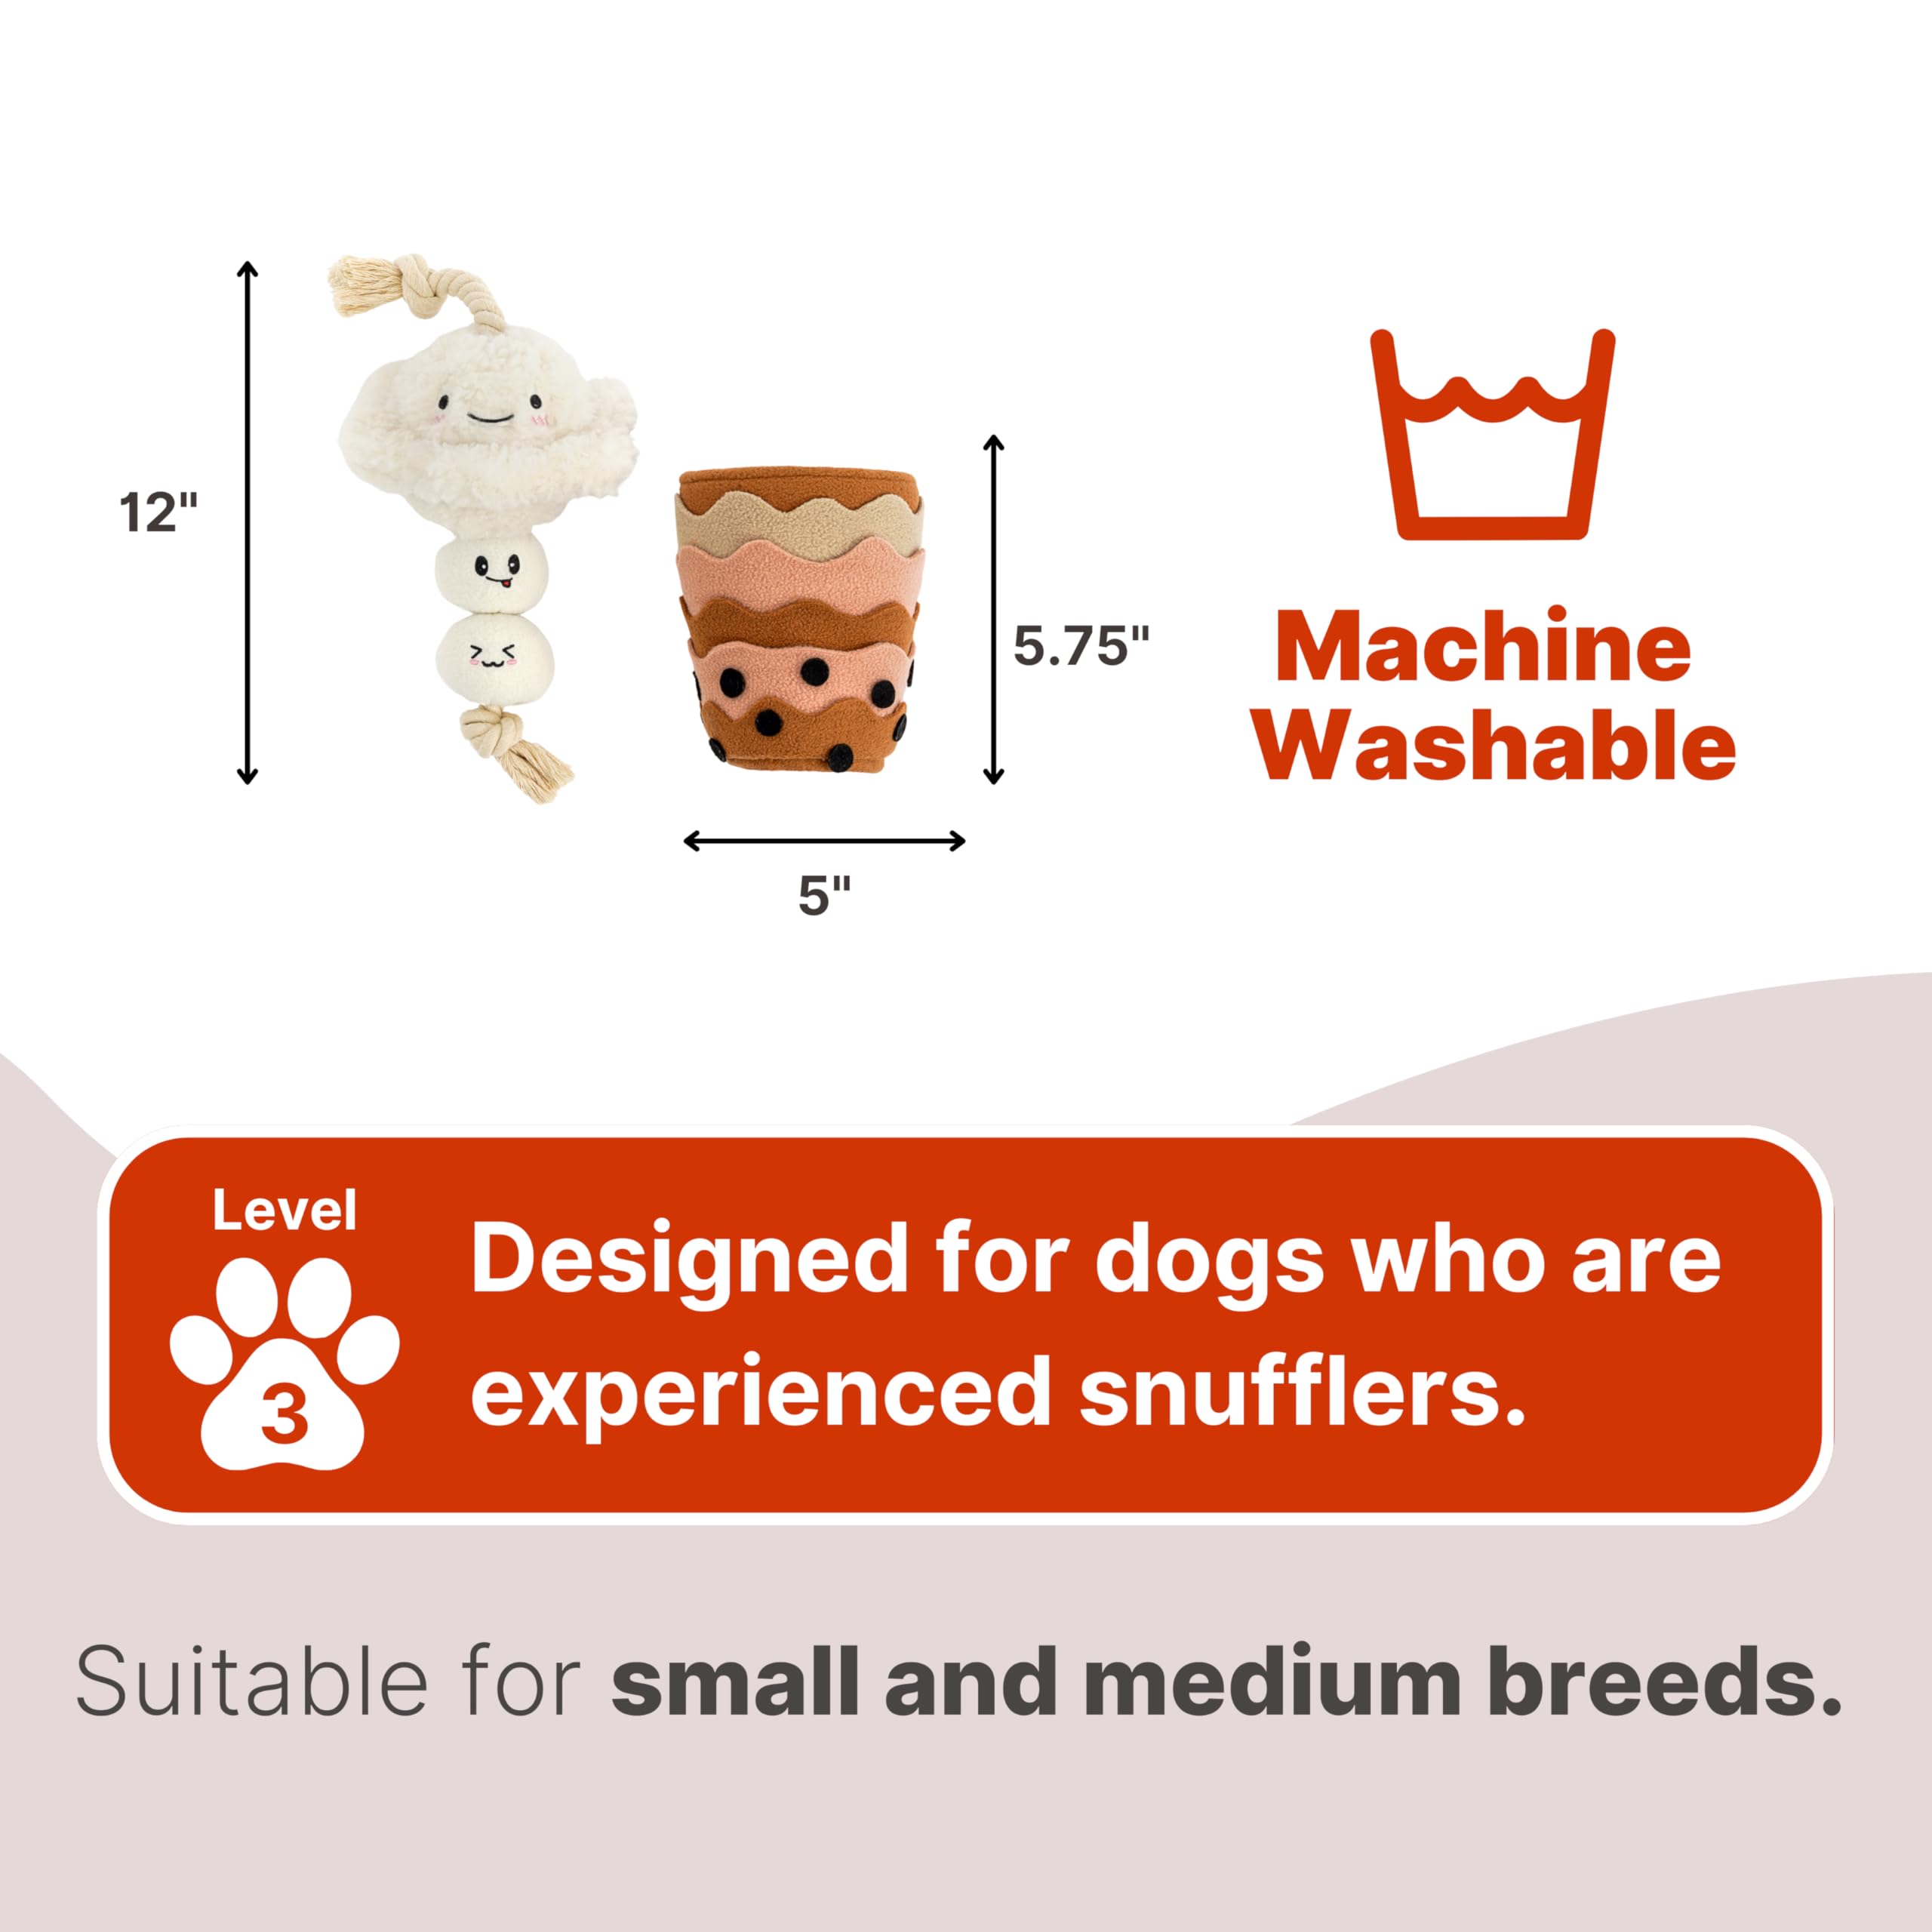 12"
5.75"
5"
Machine
Washable
Level
3
Designed for dogs who are
experienced snufflers.
Suitable for small and medium breeds.